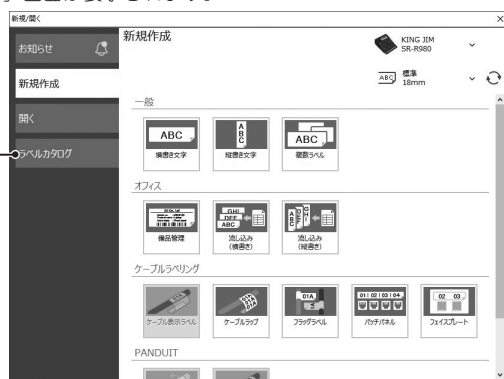 新規/開く
お知らせ
新規作成
開く
ラベルカタログ
新規作成
KING JIM
SR-R980
ABC
標準
18mm
一般
ABC
横書き文字
ABC
縦書き文字
ABC
複数ラベル
オフィス
備品管理
GHI
DEF
ABC
流し込み
(横書き)
流し込み
(縦書き)
ケーブルラベリング
01A
ケーブル表示ラベル
ケーブルラップ
01A
フラッグラベル
01 02 03 04
パッチパネル
02 03
フェイスプレート
PANDUIT